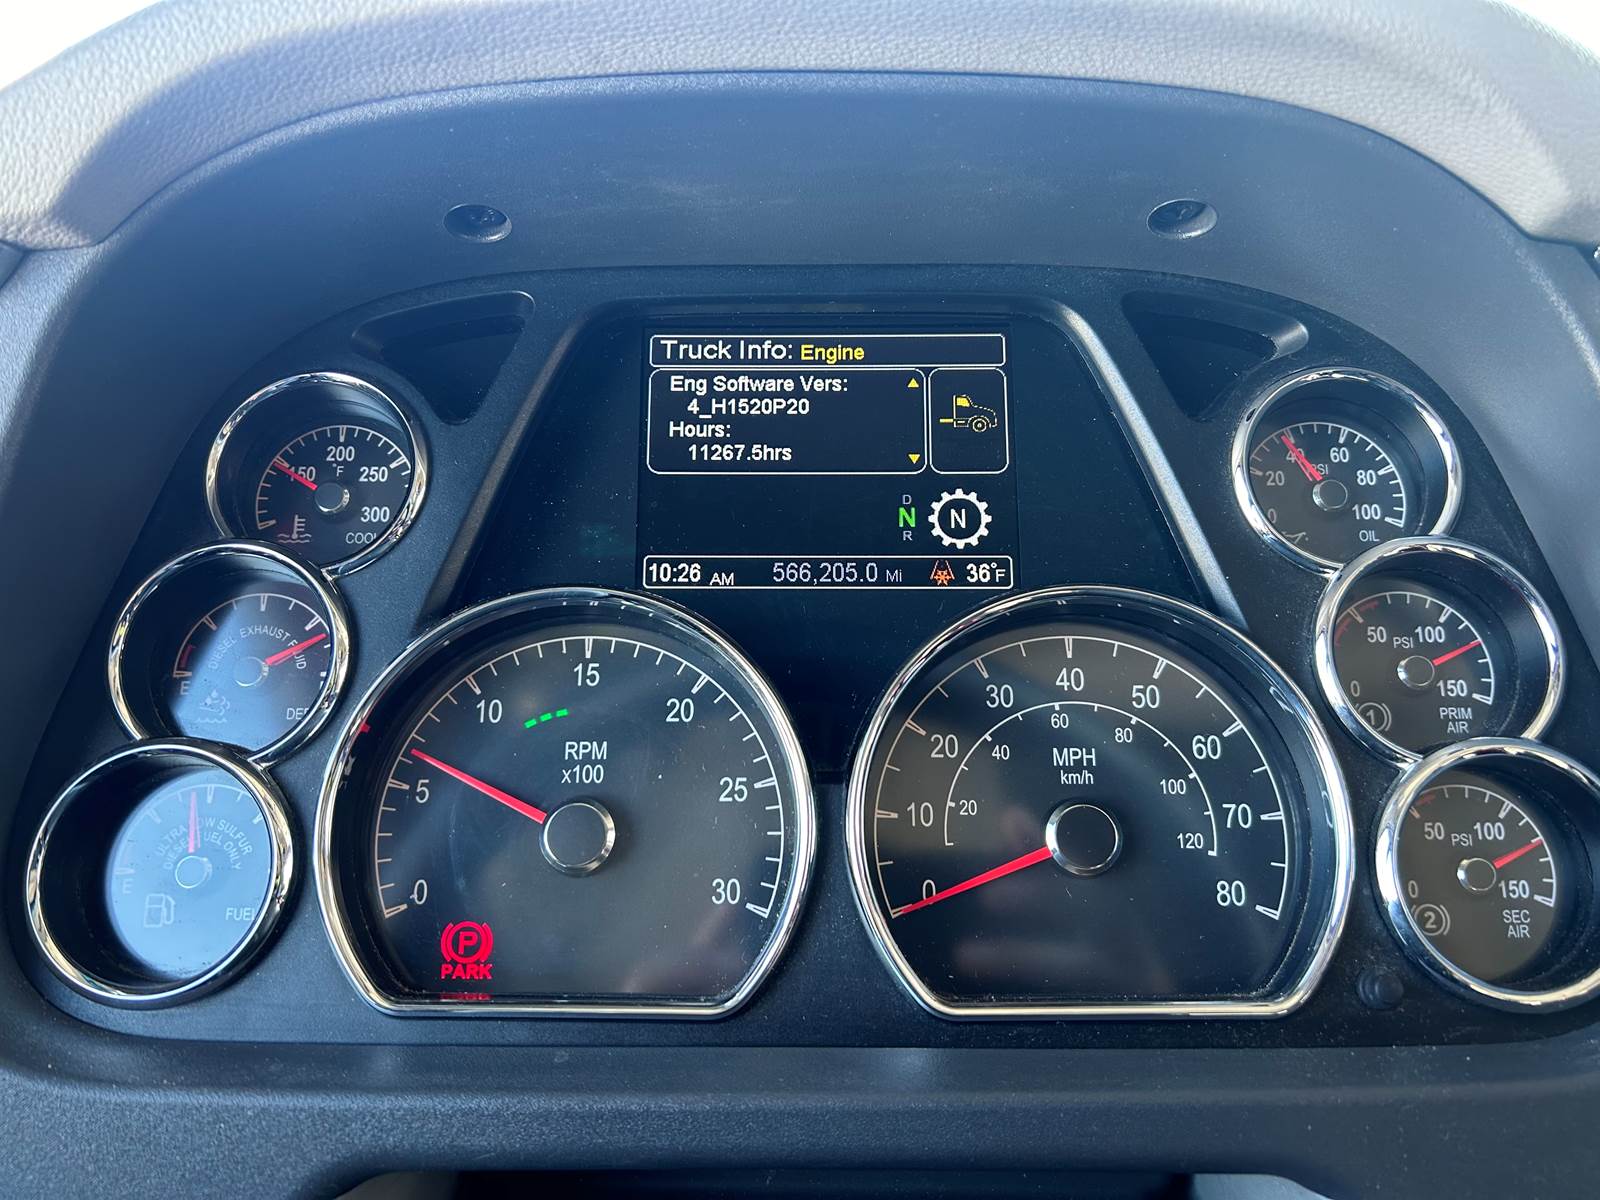 Truck Info: Engine
Eng Software Vers:
4_H1520P20
Hours:
11267.5hrs
D
N
R
N
10:26 AM 566,205.0 Mi 36°F
150 200 250 300
°F
COOL
DIESEL EXHAUST FLUID
E
DEF
ULTRA LOW SULFUR
DIESEL FUEL ONLY
E
FUEL
0 5 10 15 20 25 30
RPM
x100
P
PARK
0 10 20 30 40 50 60 70 80
20 40 60 80 100 120
MPH
km/h
0 20 40 60 80 100
PSI
OIL
0 50 100 150
PSI
1
PRIM
AIR
0 50 100 150
PSI
2
SEC
AIR